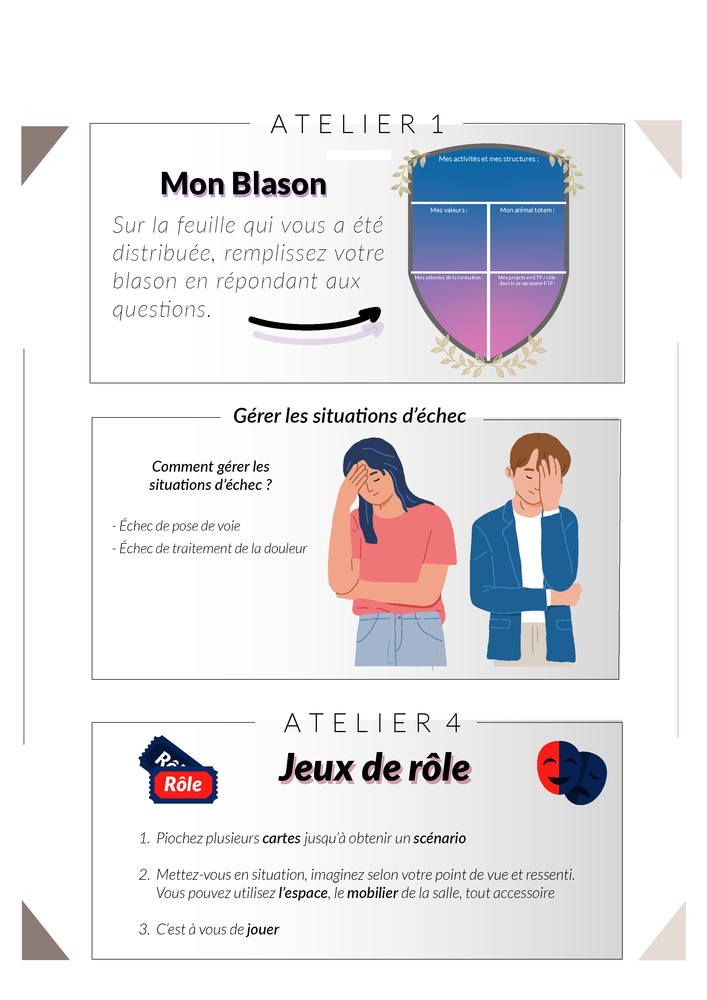 ATELIER 1
Mon Blason
Sur la feuille qui vous a été
distribuée, remplissez votre
blason en répondant aux
questions.
Mes activités et mes structures :
Mes valeurs :
Mon animal totem :
Mes attentes de la formation :
Mes projets en ETP / rôle
dans le programme ETP :
Gérer les situations d'échec
Comment gérer les
situations d'échec ?
- Échec de pose de voie
- Échec de traitement de la douleur
ATELIER 4
Rôle
Jeux de rôle
1. Piochez plusieurs cartes jusqu'à obtenir un scénario
2. Mettez-vous en situation, imaginez selon votre point de vue et ressenti.
Vous pouvez utilisez l'espace, le mobilier de la salle, tout accessoire
3. C'est à vous de jouer